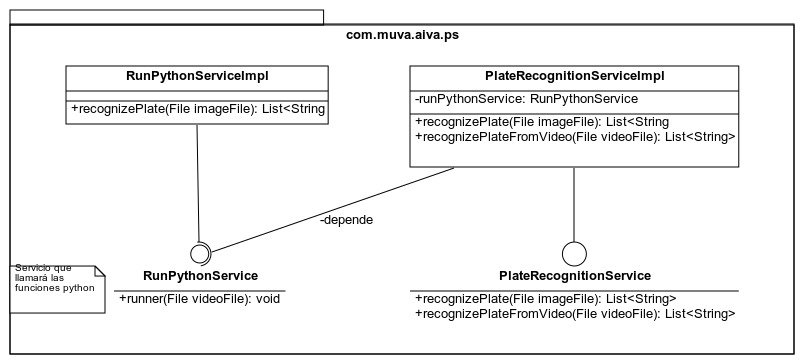 com.muva.aiva.ps
RunPythonServiceImpl
+recognizePlate(File imageFile): List<String
PlateRecognitionServiceImpl
-runPythonService: RunPythonService
+recognizePlate(File imageFile): List<String
+recognizePlateFromVideo(File videoFile): List<String>
-depende
Servicio que
llamará las
funciones python
RunPythonService
+runner(File videoFile): void
PlateRecognitionService
+recognizePlate(File imageFile): List<String>
+recognizePlateFromVideo(File videoFile): List<String>